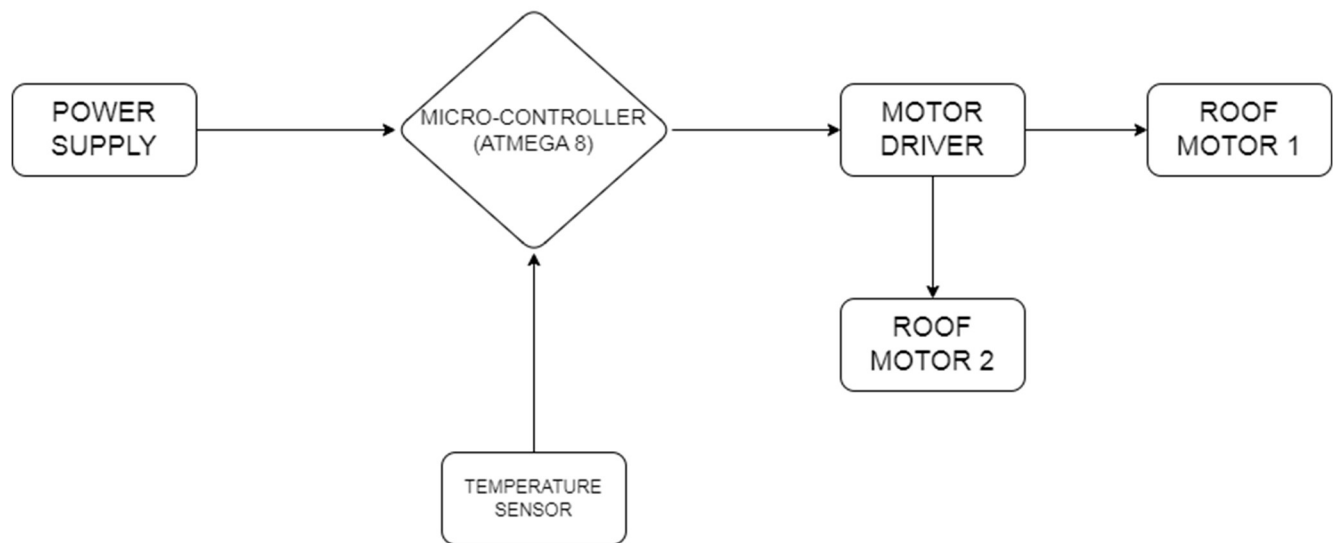 POWER
SUPPLY
MICRO-CONTROLLER
(ATMEGA 8)
MOTOR
DRIVER
ROOF
MOTOR 1
ROOF
MOTOR 2
TEMPERATURE
SENSOR